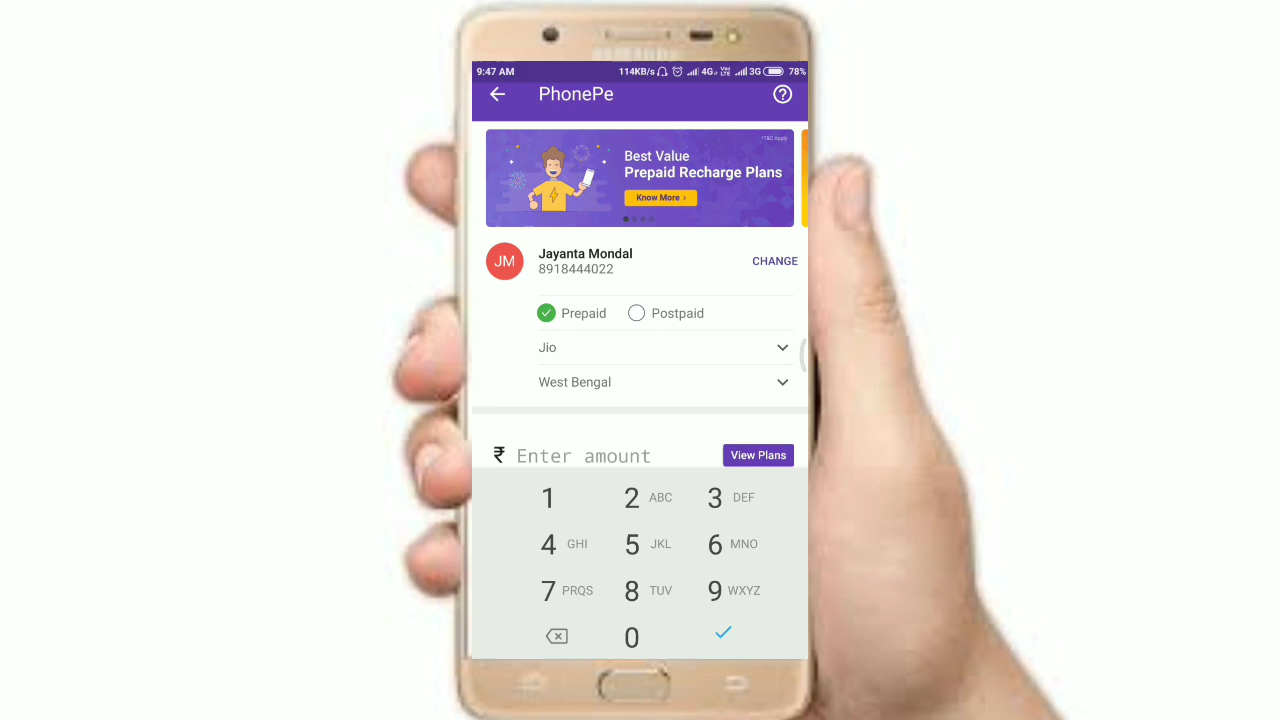 SAMSUNG
9:47 AM 114KB/s 4G VoLTE 3G 78%
PhonePe
*T&C Apply
Best Value
Prepaid Recharge Plans
Know More ›
JM
Jayanta Mondal
8918444022
CHANGE
Prepaid Postpaid
Jio
West Bengal
₹ Enter amount View Plans
1 2 ABC 3 DEF
4 GHI 5 JKL 6 MNO
7 PRQS 8 TUV 9 WXYZ
0